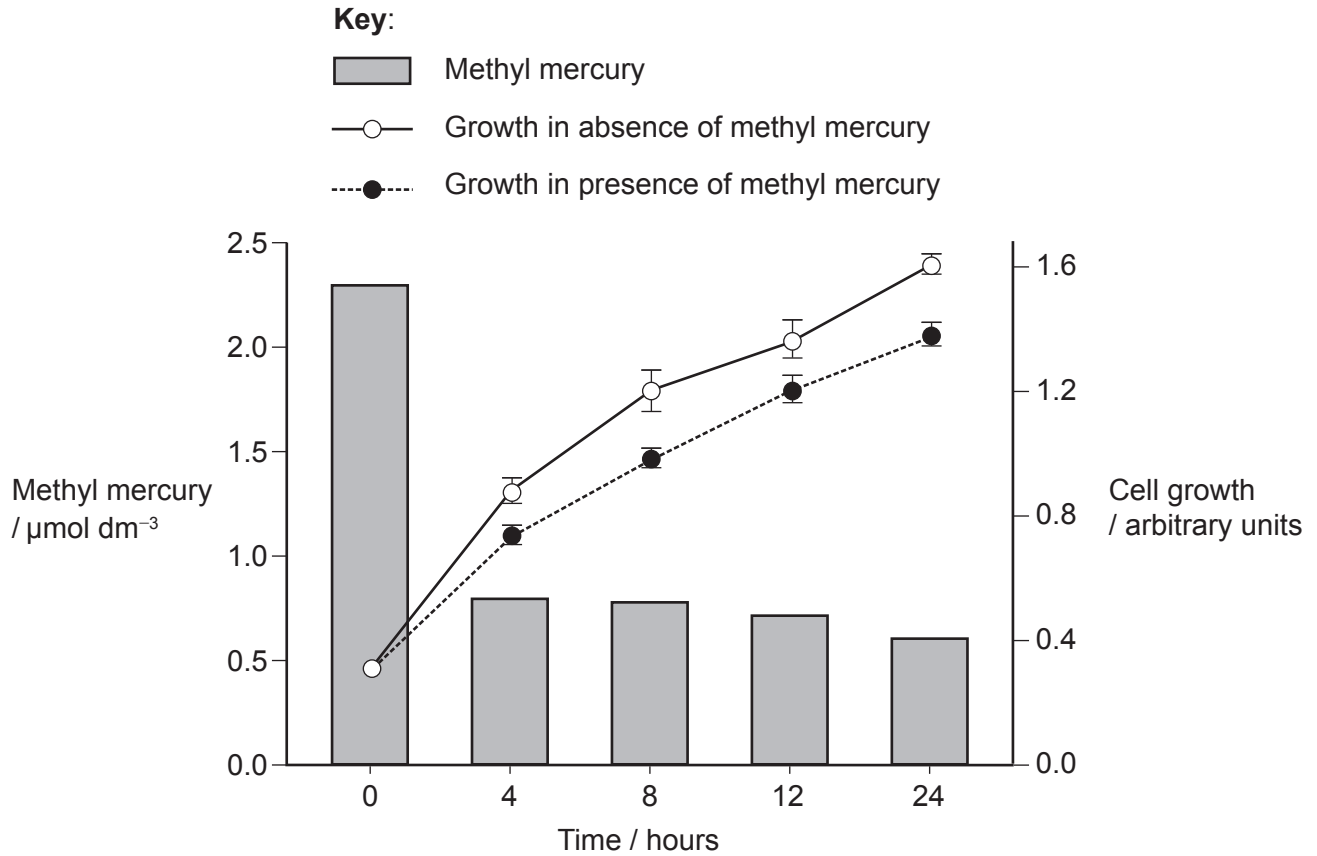 Key:
Methyl mercury
Growth in absence of methyl mercury
Growth in presence of methyl mercury
2.5
2.0
1.5
1.0
0.5
0.0
Methyl mercury
/ µmol dm⁻³
1.6
1.2
0.8
0.4
0.0
Cell growth
/ arbitrary units
0 4 8 12 24
Time / hours